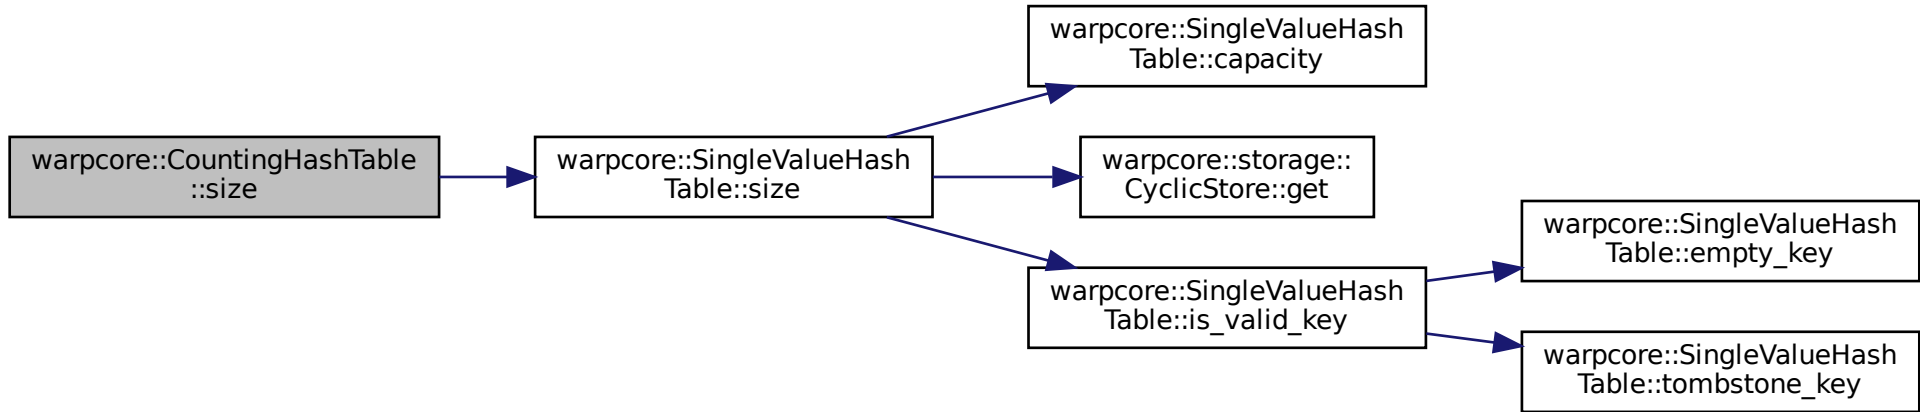 warpcore::CountingHashTable
::size
warpcore::SingleValueHash
Table::size
warpcore::SingleValueHash
Table::capacity
warpcore::storage::
CyclicStore::get
warpcore::SingleValueHash
Table::is_valid_key
warpcore::SingleValueHash
Table::empty_key
warpcore::SingleValueHash
Table::tombstone_key